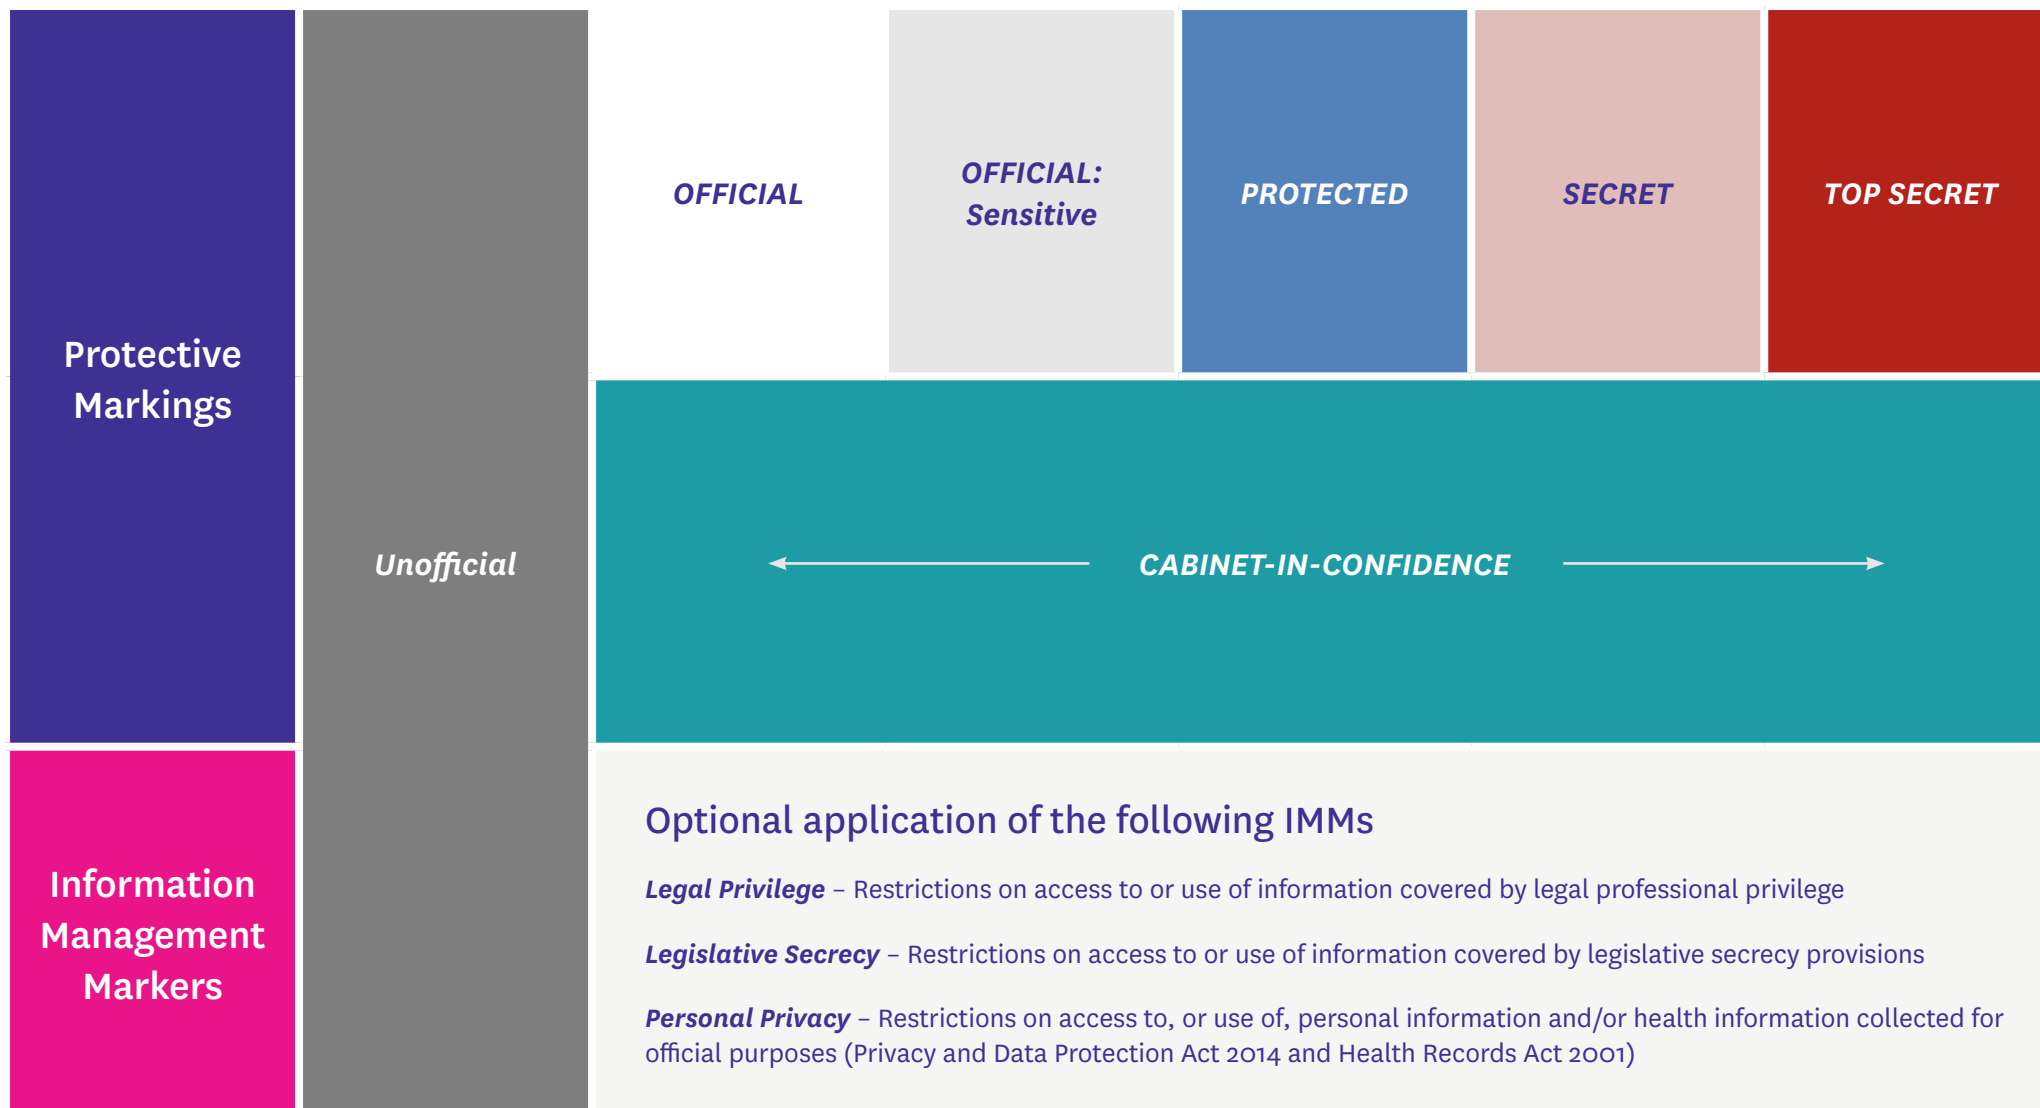 Protective
Markings
Unofficial
OFFICIAL
OFFICIAL:
Sensitive
PROTECTED
SECRET
TOP SECRET
CABINET-IN-CONFIDENCE
Information
Management
Markers
Optional application of the following IMMs
Legal Privilege – Restrictions on access to or use of information covered by legal professional privilege
Legislative Secrecy – Restrictions on access to or use of information covered by legislative secrecy provisions
Personal Privacy – Restrictions on access to, or use of, personal information and/or health information collected for
official purposes (Privacy and Data Protection Act 2014 and Health Records Act 2001)